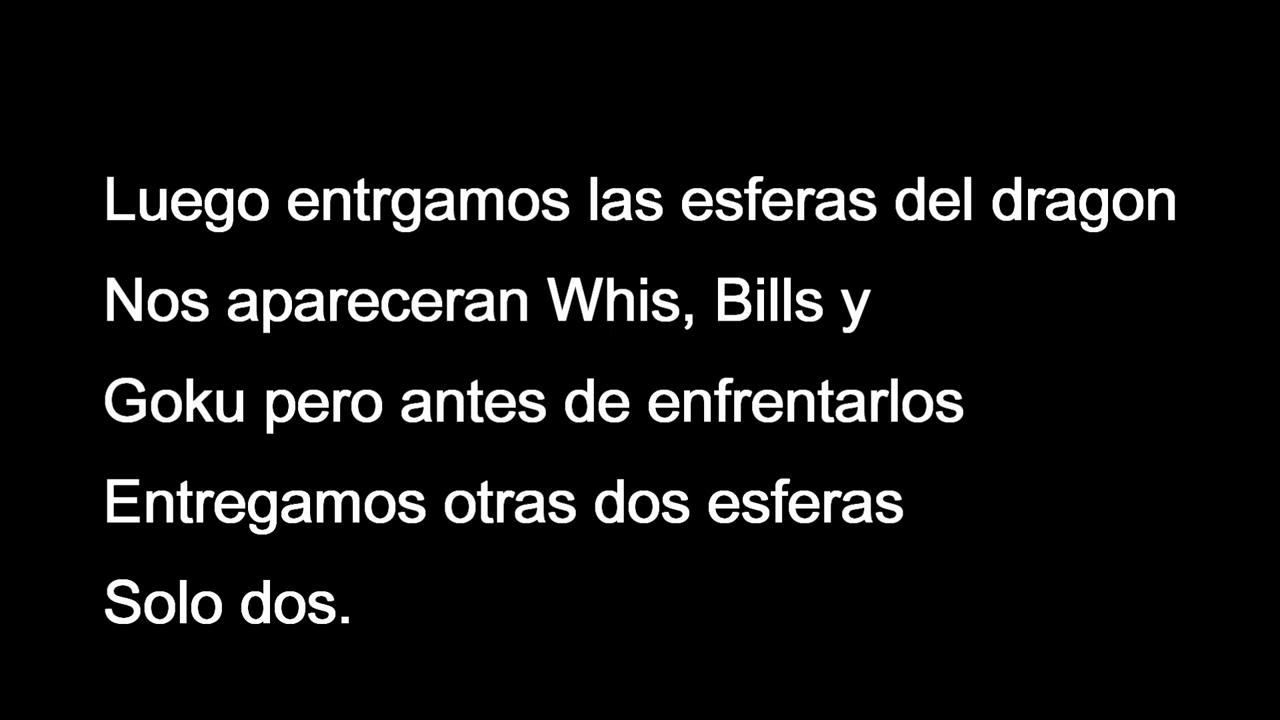 Luego entrgamos las esferas del dragon
Nos apareceran Whis, Bills y
Goku pero antes de enfrentarlos
Entregamos otras dos esferas
Solo dos.